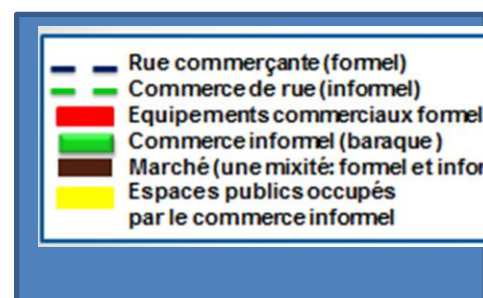 Rue commerçante (formel)
Commerce de rue (informel)
Equipements commerciaux formel
Commerce informel (baraque )
Marché (une mixité: formel et infor
Espaces publics occupés
par le commerce informel